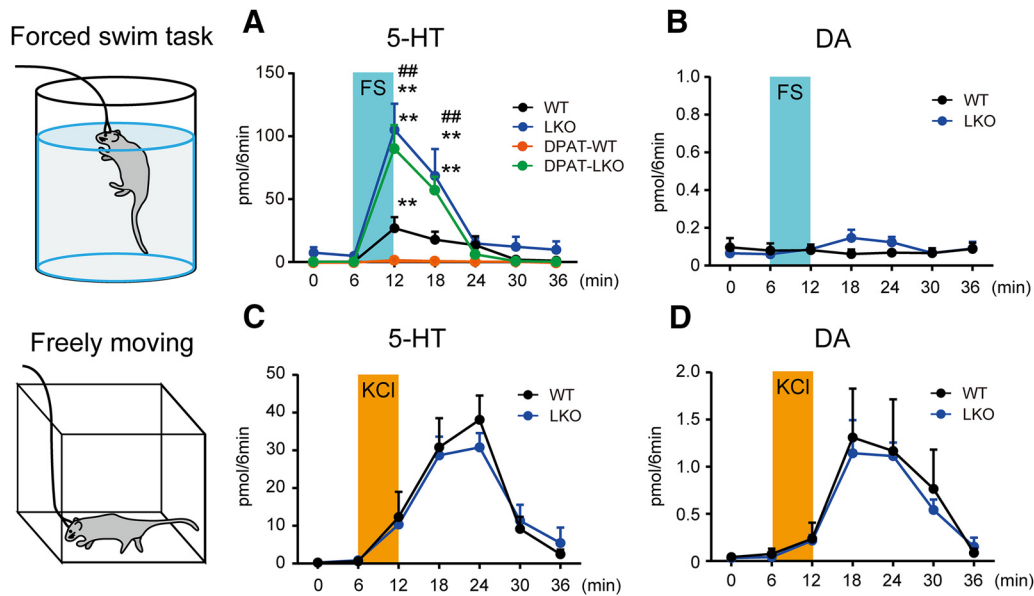 Forced swim task
A
5-HT
pmol/6min
150
100
50
0
FS
##
**
**
**
##
**
**
WT
LKO
DPAT-WT
DPAT-LKO
0 6 12 18 24 30 36 (min)
B
DA
pmol/6min
1.0
0.8
0.6
0.4
0.2
0
FS
WT
LKO
0 6 12 18 24 30 36 (min)
Freely moving
C
5-HT
pmol/6min
50
40
30
20
10
0
KCl
WT
LKO
0 6 12 18 24 30 36 (min)
D
DA
pmol/6min
2.0
1.5
1.0
0.5
0
KCl
WT
LKO
0 6 12 18 24 30 36 (min)